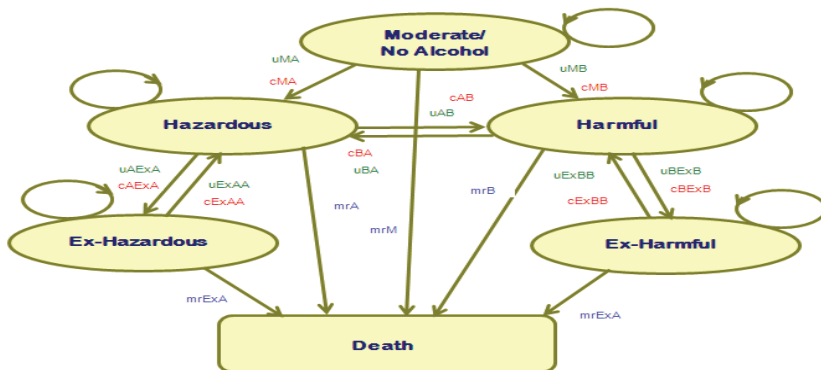 Moderate/
No Alcohol
uMA
cMA
uMB
cMB
Hazardous
cAB
uAB
Harmful
cBA
uBA
uAExA
cAExA
uExAA
cExAA
uExBB
cExBB
uBExB
cBExB
mrA
mrM
mrB
Ex-Hazardous
Ex-Harmful
mrExA
mrExA
Death